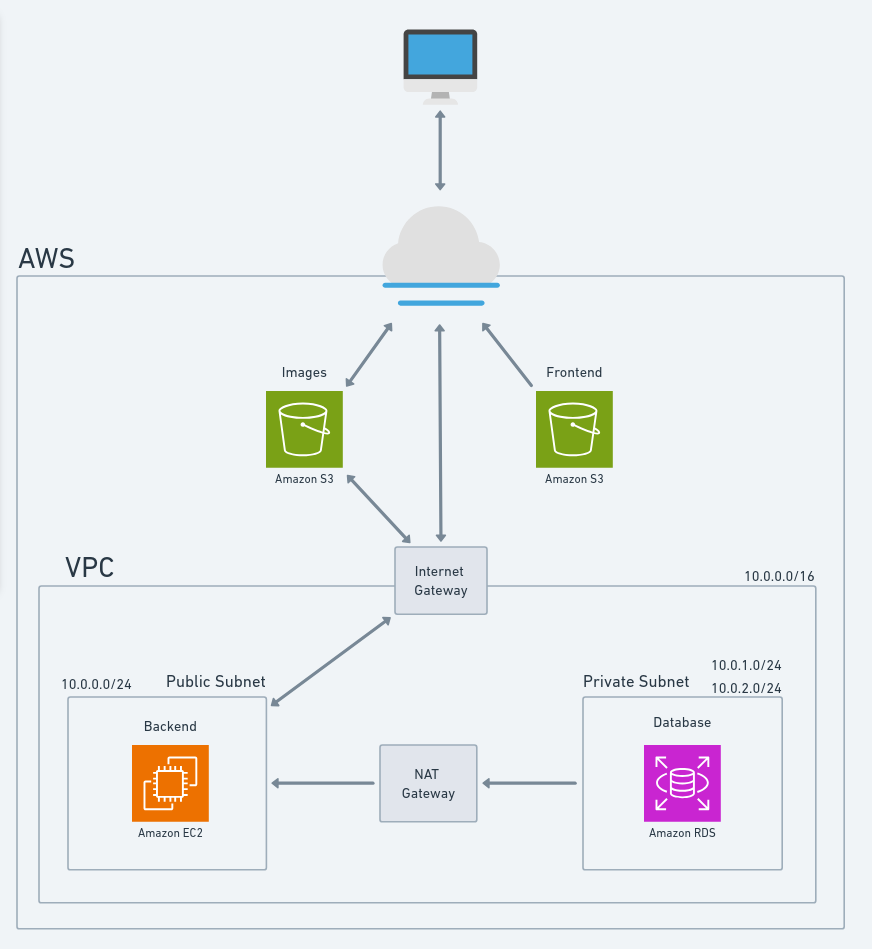 AWS
Images
Frontend
Amazon S3
Amazon S3
Internet
Gateway
VPC
10.0.0.0/16
10.0.0.0/24
Public Subnet
Private Subnet
10.0.1.0/24
10.0.2.0/24
Backend
Database
NAT
Gateway
Amazon EC2
Amazon RDS